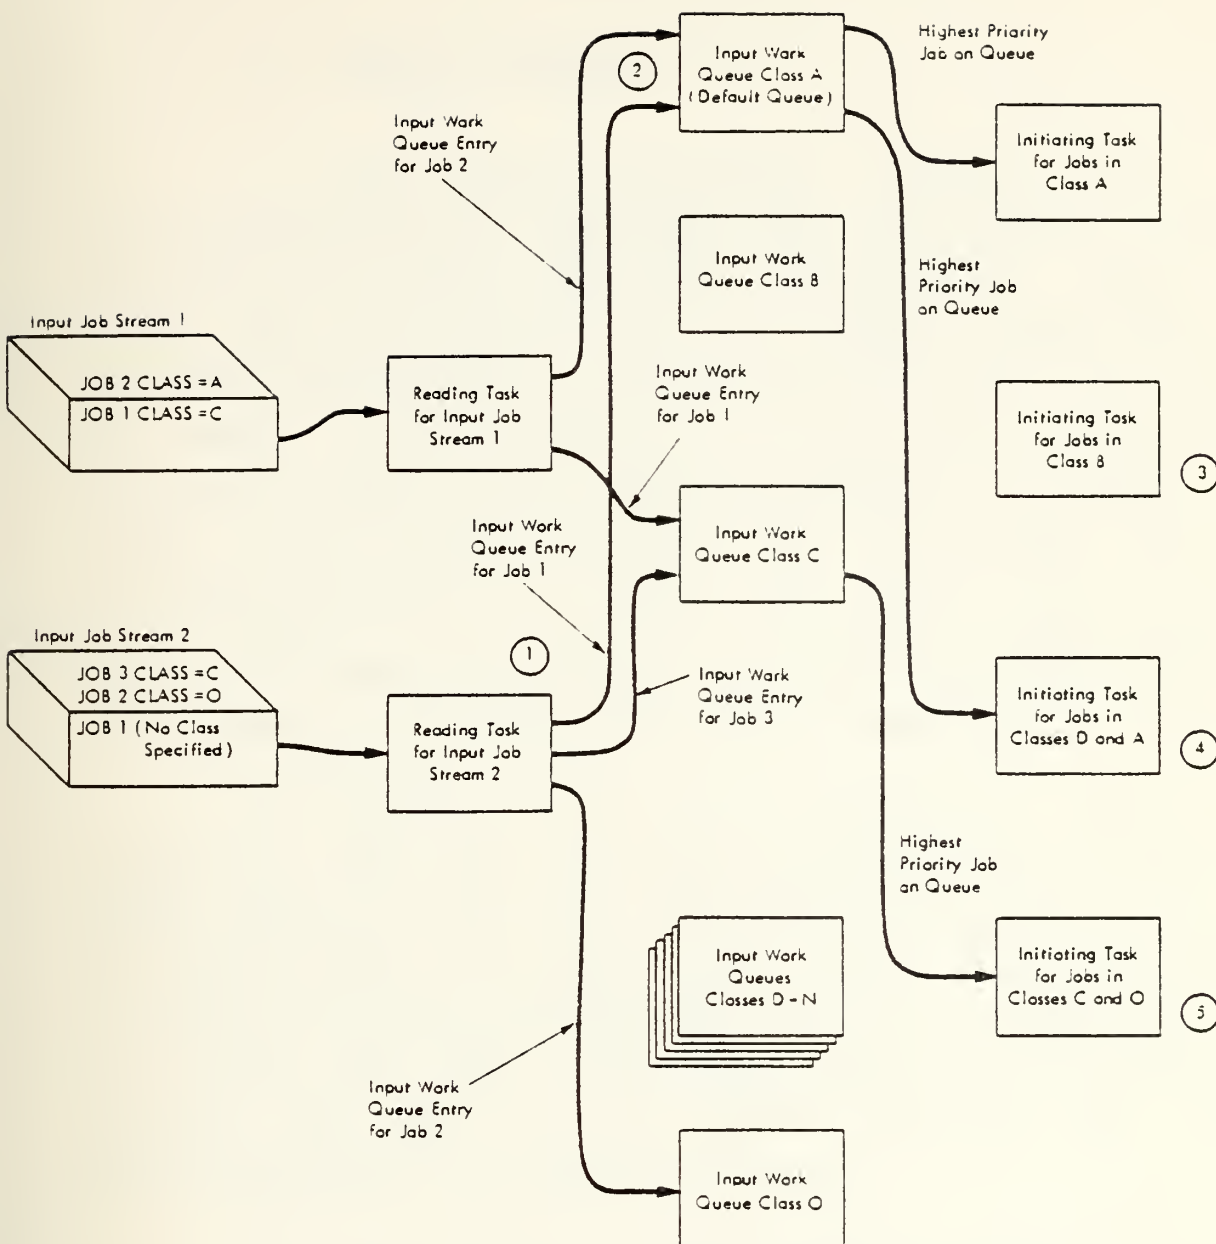 Highest Priority
Job on Queue
2
Input Work
Queue Class A
(Default Queue)
Input Work
Queue Entry
for Job 2
Initiating Task
for Jobs in
Class A
Input Work
Queue Class B
Highest
Priority Job
on Queue
Input Job Stream 1
JOB 2 CLASS = A
JOB 1 CLASS = C
Reading Task
for Input Job
Stream 1
Input Work
Queue Entry
for Job 1
Initiating Task
for Jobs in
Class B
3
Input Work
Queue Entry
for Job 1
Input Work
Queue Class C
Input Job Stream 2
JOB 3 CLASS = C
JOB 2 CLASS = O
JOB 1 (No Class
Specified)
1
Reading Task
for Input Job
Stream 2
Input Work
Queue Entry
for Job 3
Initiating Task
for Jobs in
Classes D and A
4
Highest
Priority Job
on Queue
Input Work
Queues
Classes D - N
Initiating Task
for Jobs in
Classes C and O
5
Input Work
Queue Entry
for Job 2
Input Work
Queue Class O